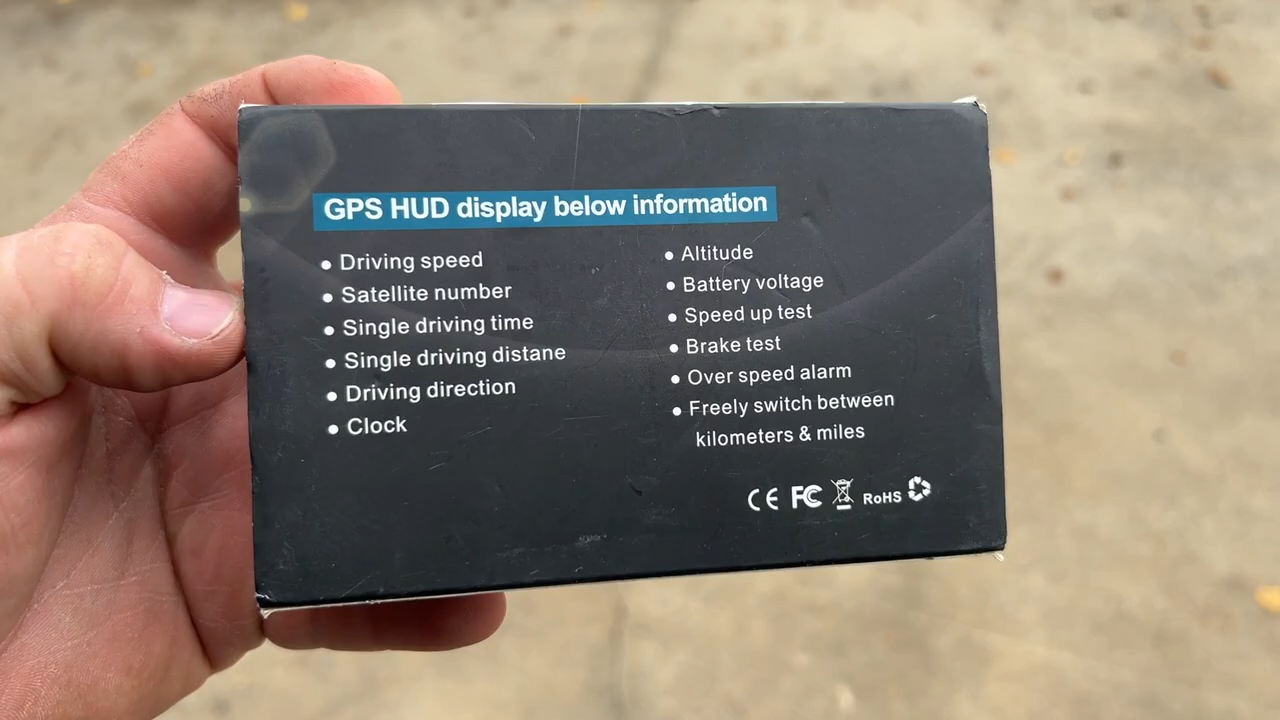 GPS HUD display below information
• Driving speed
• Satellite number
• Single driving time
• Single driving distane
• Driving direction
• Clock
• Altitude
• Battery voltage
• Speed up test
• Brake test
• Over speed alarm
• Freely switch between
kilometers & miles
CE FC RoHS